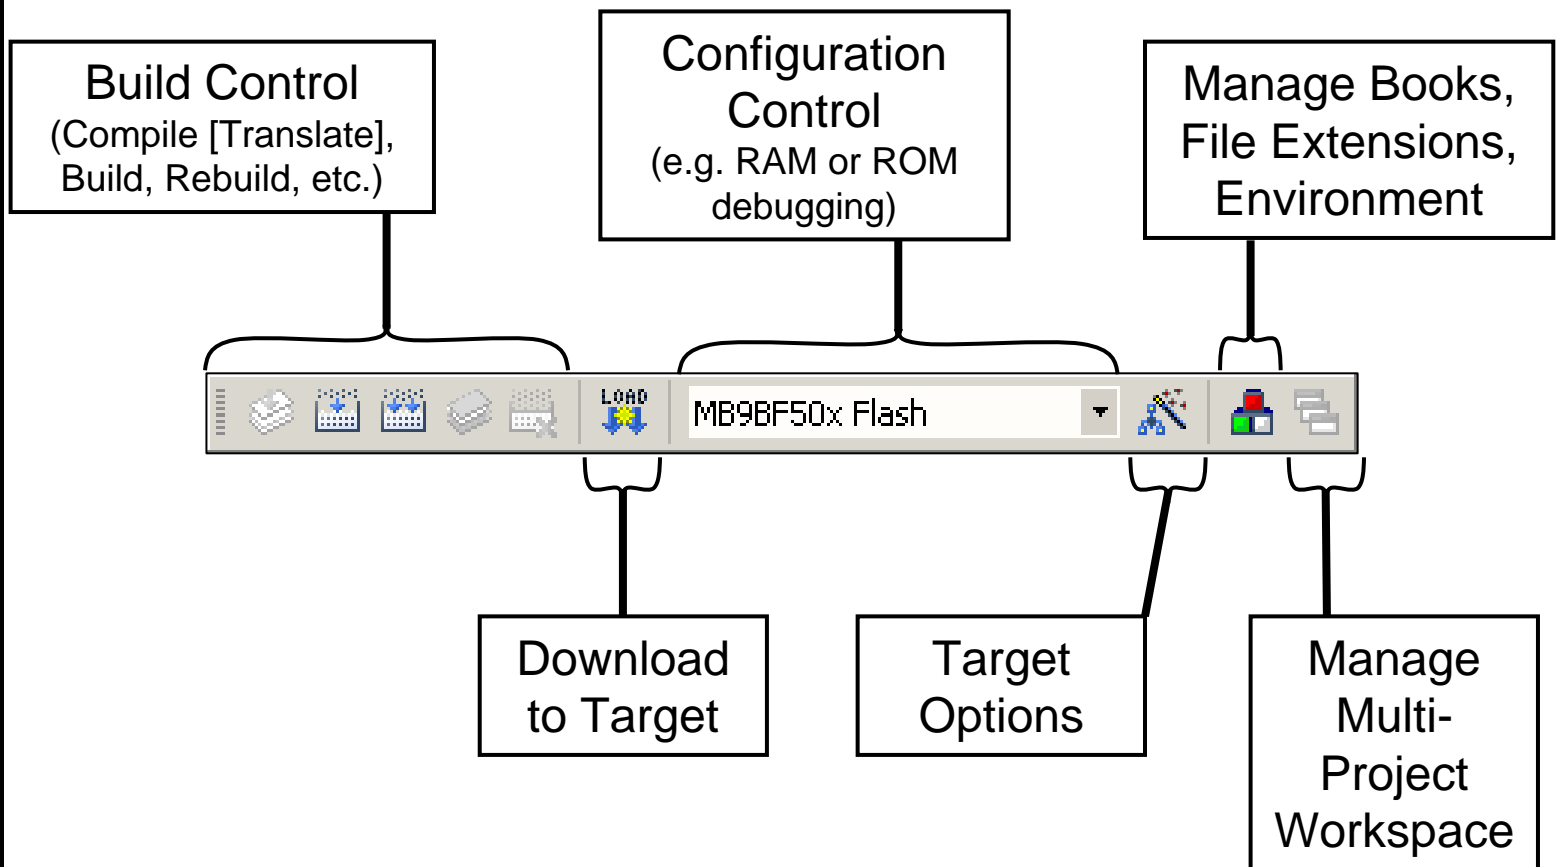 Build Control
(Compile [Translate],
Build, Rebuild, etc.)
Configuration
Control
(e.g. RAM or ROM
debugging)
Manage Books,
File Extensions,
Environment
LOAD
MB9BF50x Flash
Download
to Target
Target
Options
Manage
Multi-
Project
Workspace